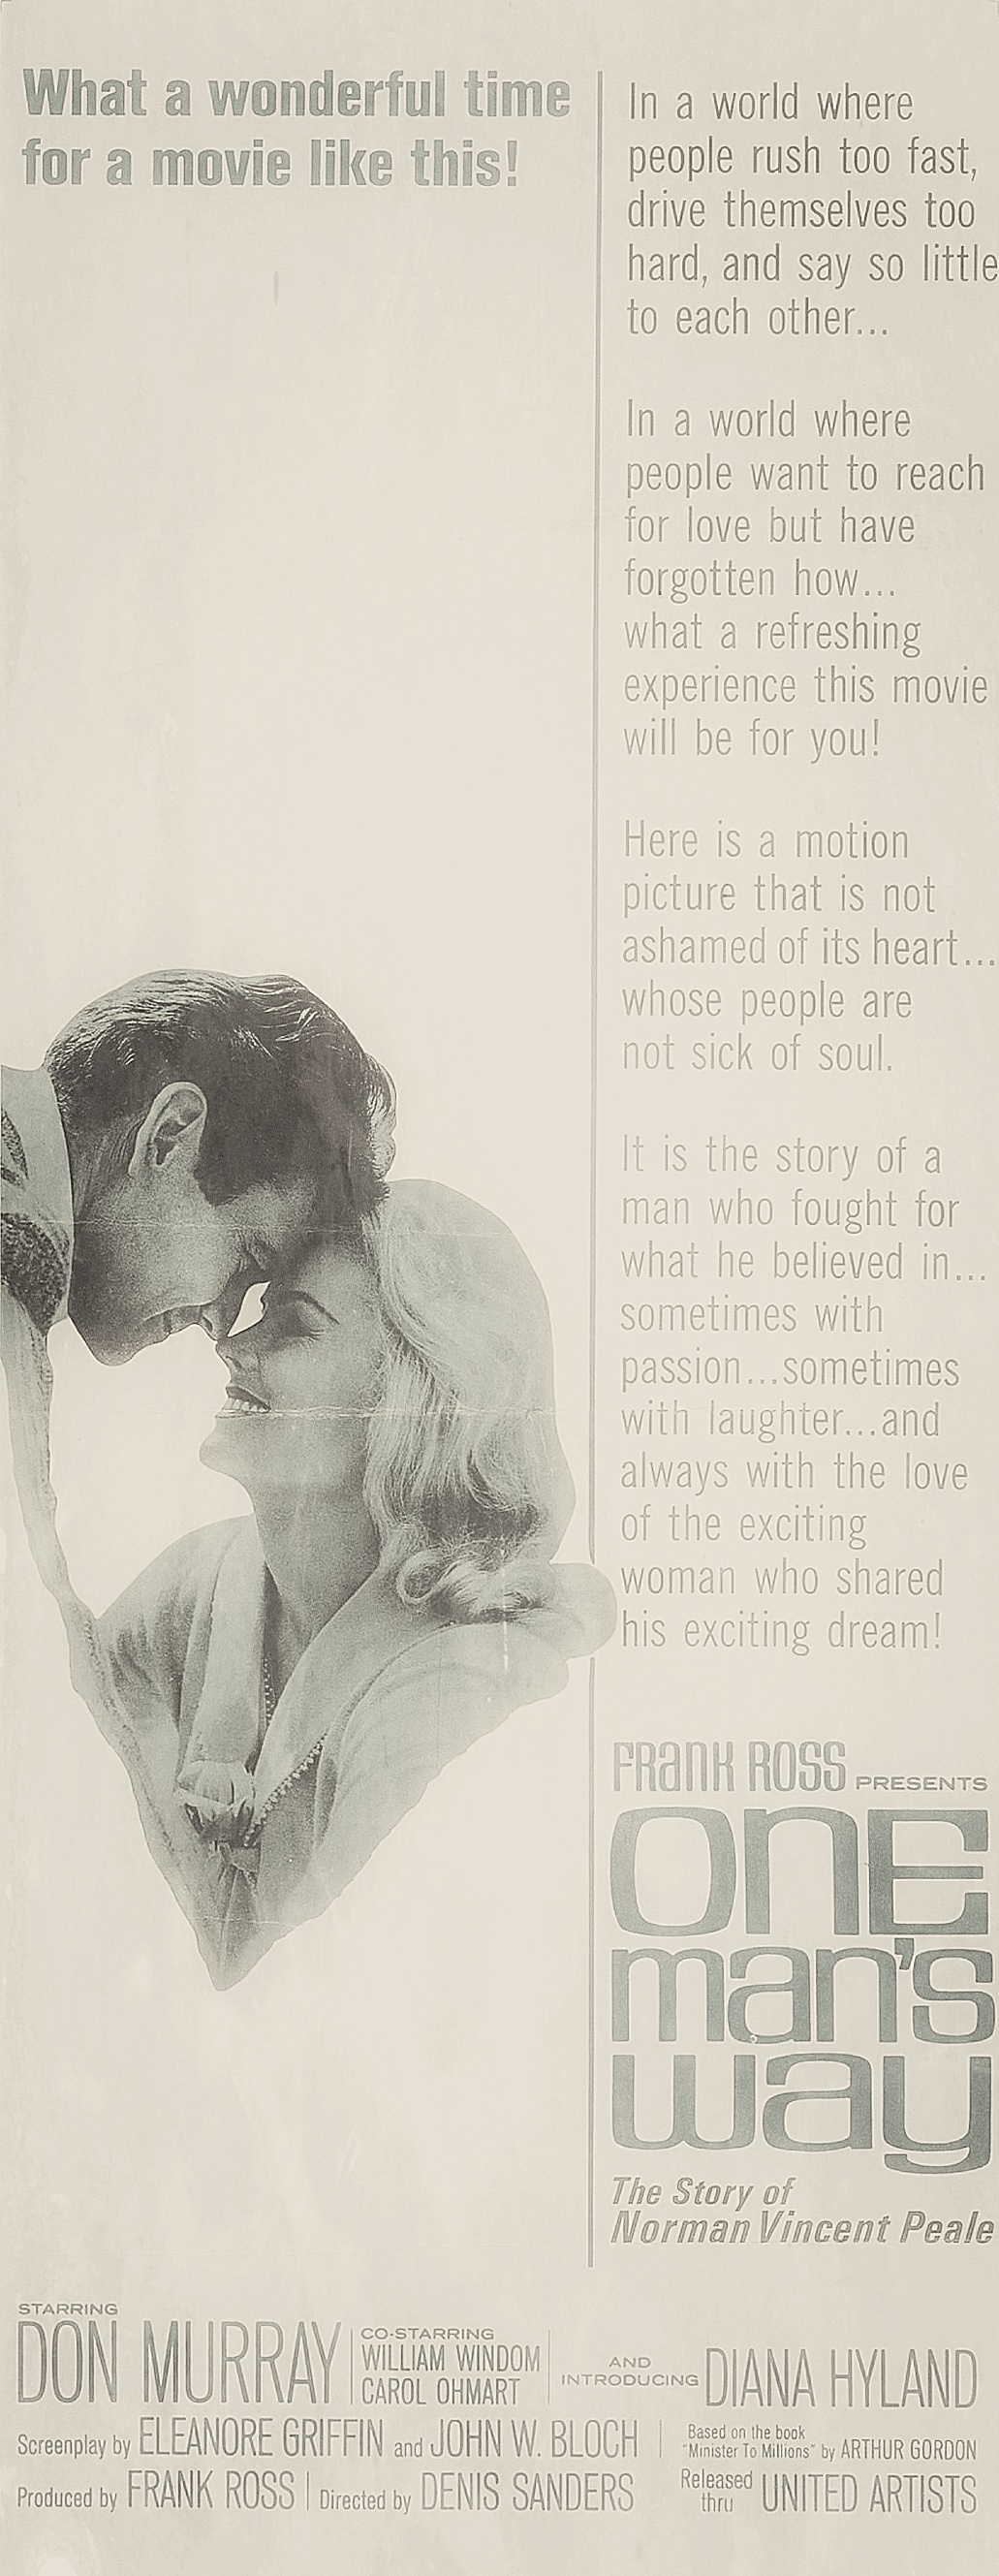 What a wonderful time
for a movie like this!
In a world where
people rush too fast,
drive themselves too
hard, and say so little
to each other...
In a world where
people want to reach
for love but have
forgotten how...
what a refreshing
experience this movie
will be for you!
Here is a motion
picture that is not
ashamed of its heart...
whose people are
not sick of soul.
It is the story of a
man who fought for
what he believed in...
sometimes with
passion...sometimes
with laughter...and
always with the love
of the exciting
woman who shared
his exciting dream!
FRANK ROSS PRESENTS
ONE
man's
way
The Story of
Norman Vincent Peale
STARRING
DON MURRAY
CO-STARRING
WILLIAM WINDOM
CAROL OHMART
AND
INTRODUCING
DIANA HYLAND
Screenplay by ELEANORE GRIFFIN and JOHN W. BLOCH
Based on the book
"Minister To Millions" by ARTHUR GORDON
Produced by FRANK ROSS | Directed by DENIS SANDERS
Released
thru
UNITED ARTISTS